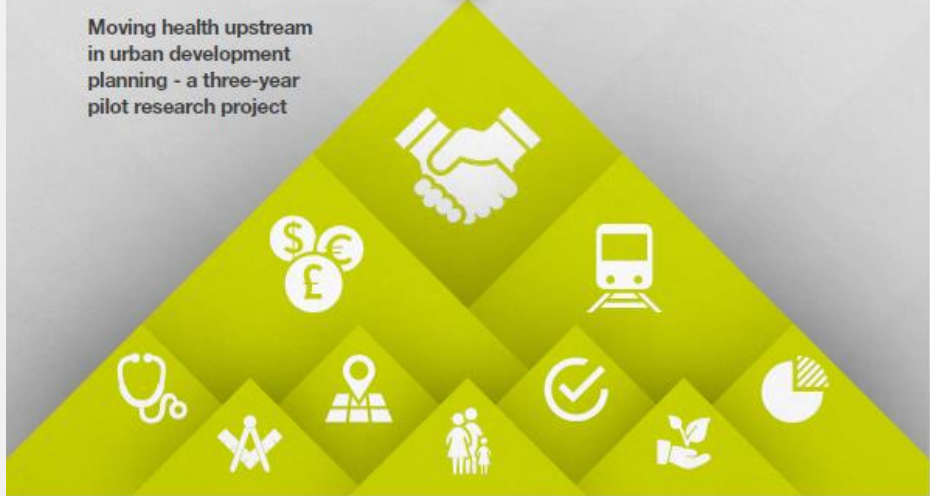 Moving health upstream
in urban development
planning - a three-year
pilot research project
$ €
£